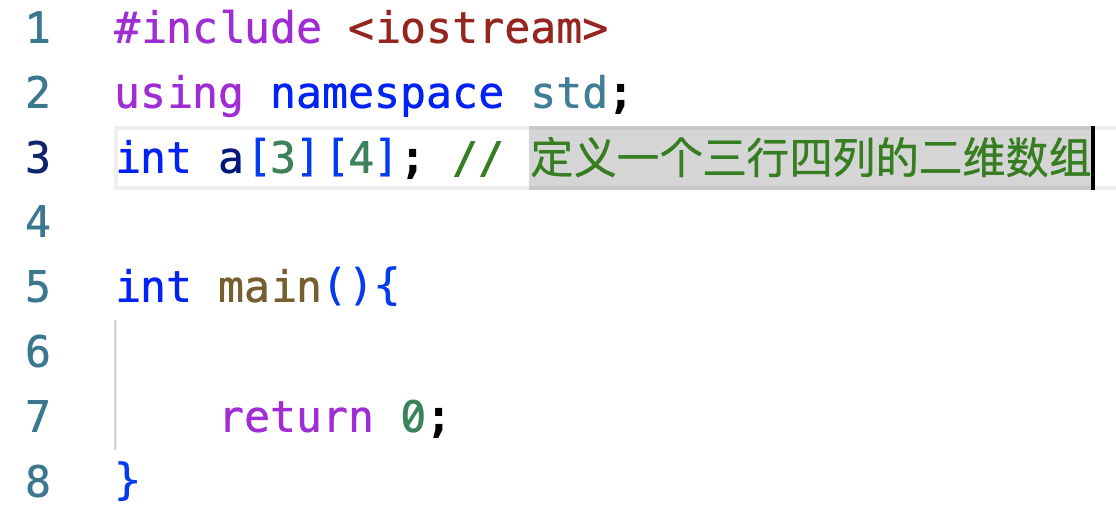 1 #include <iostream>
2 using namespace std;
3 int a[3][4]; // 定义一个三行四列的二维数组
4
5 int main(){
6
7     return 0;
8 }